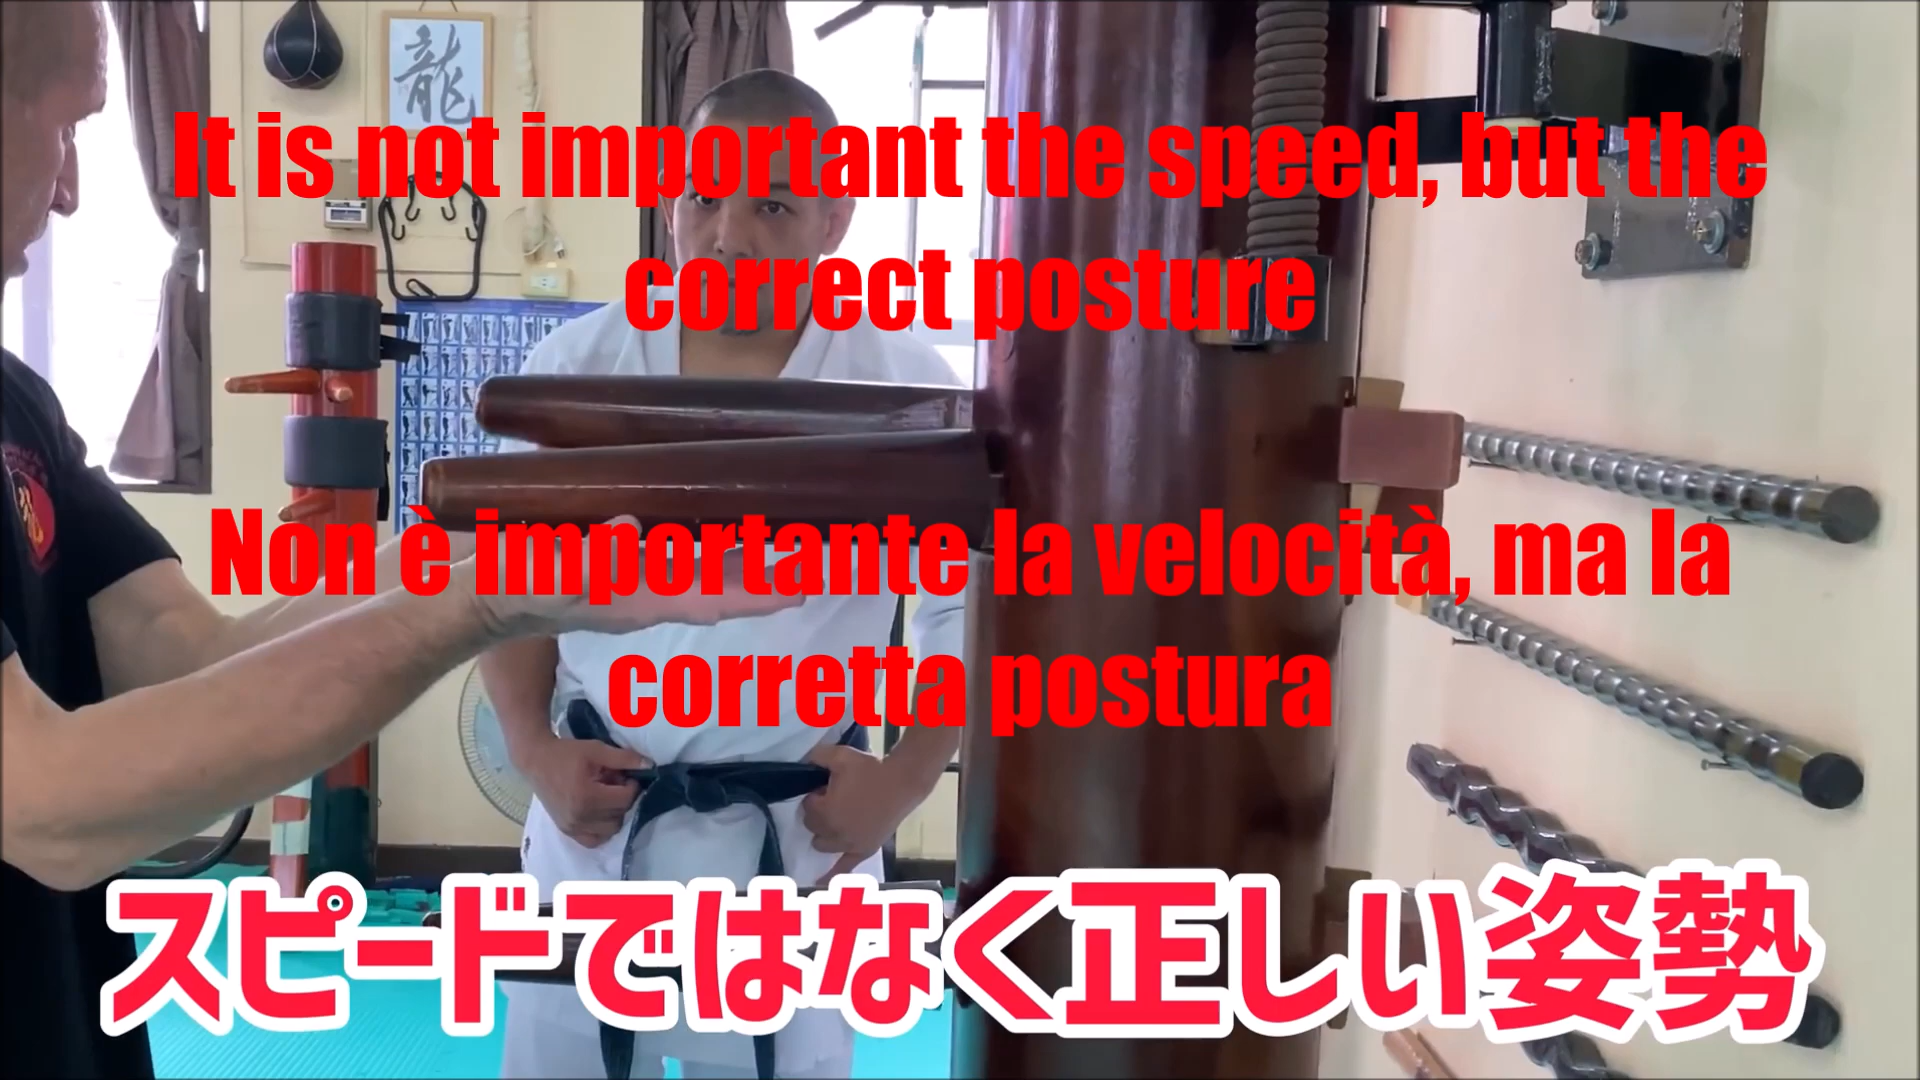 龍
It is not important the speed, but the
correct posture
Non è importante la velocità, ma la
corretta postura
スピードではなく正しい姿勢